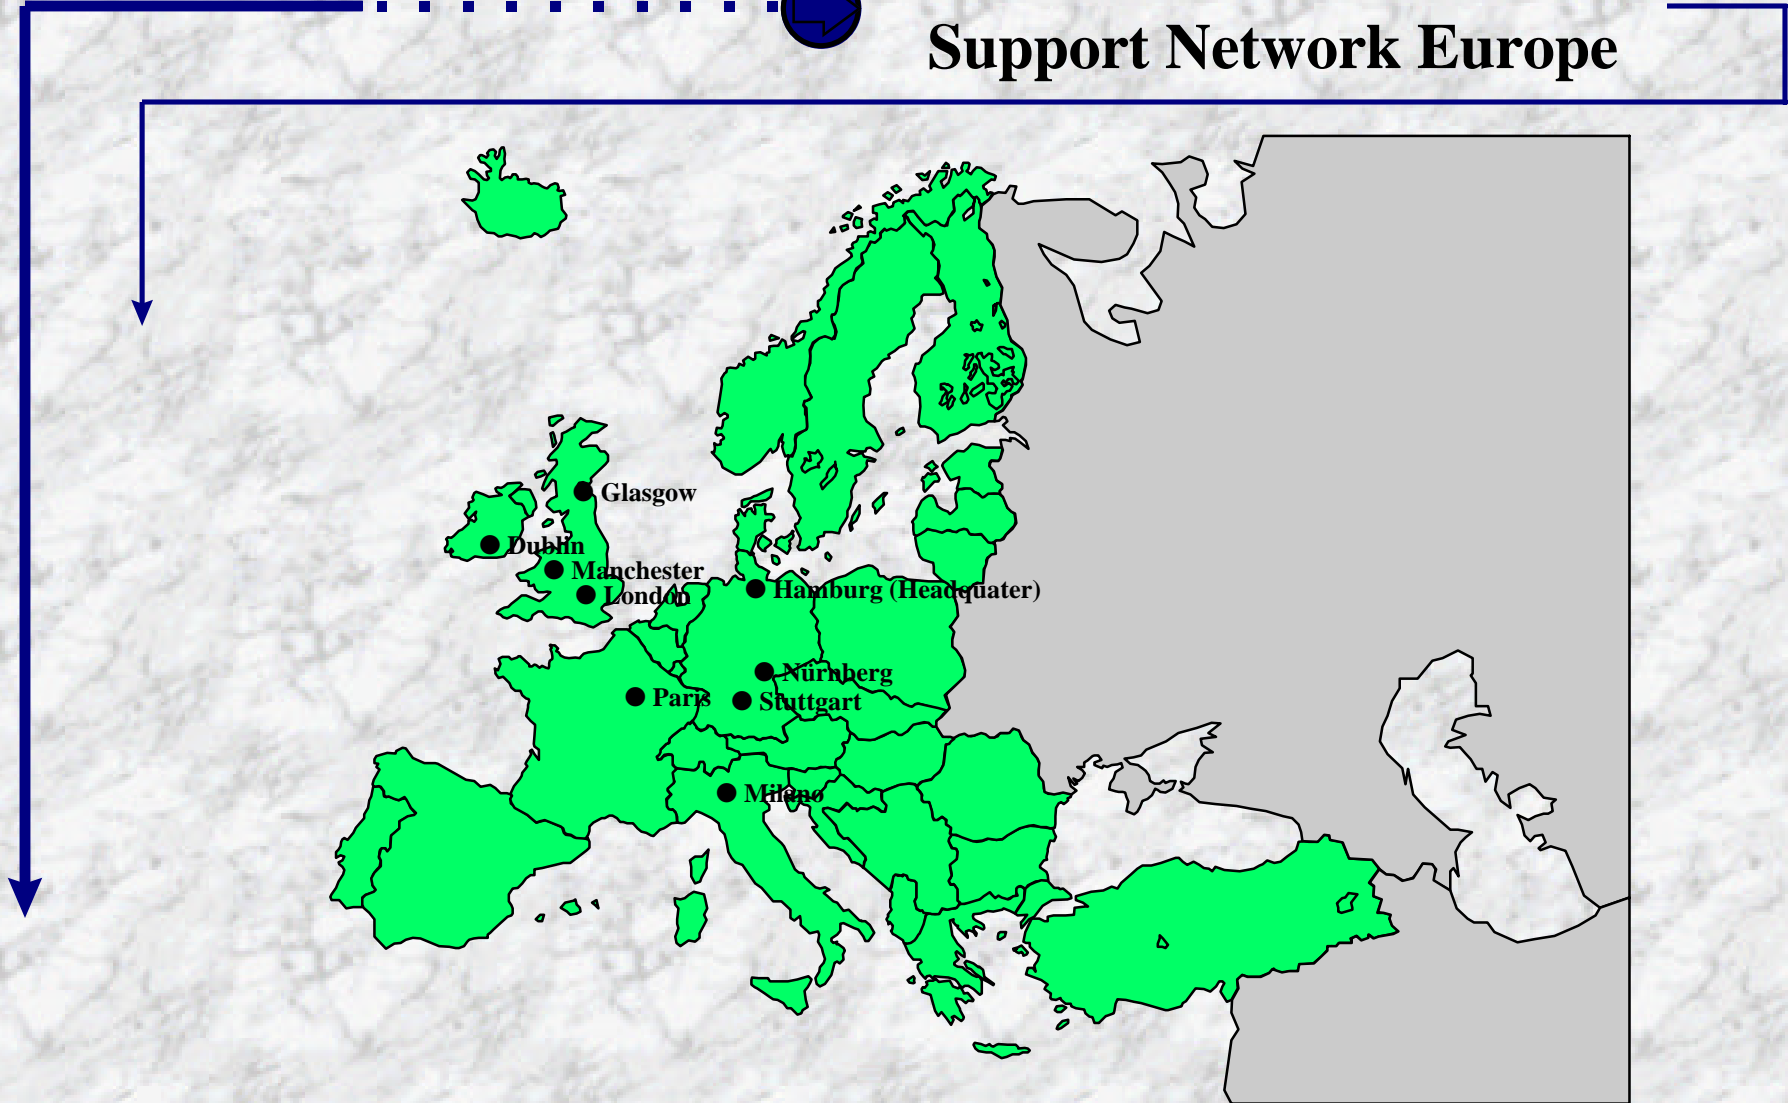 Support Network Europe
Glasgow
Dublin
Manchester
London
Hamburg (Headquater)
Nürnberg
Paris
Stuttgart
Milano